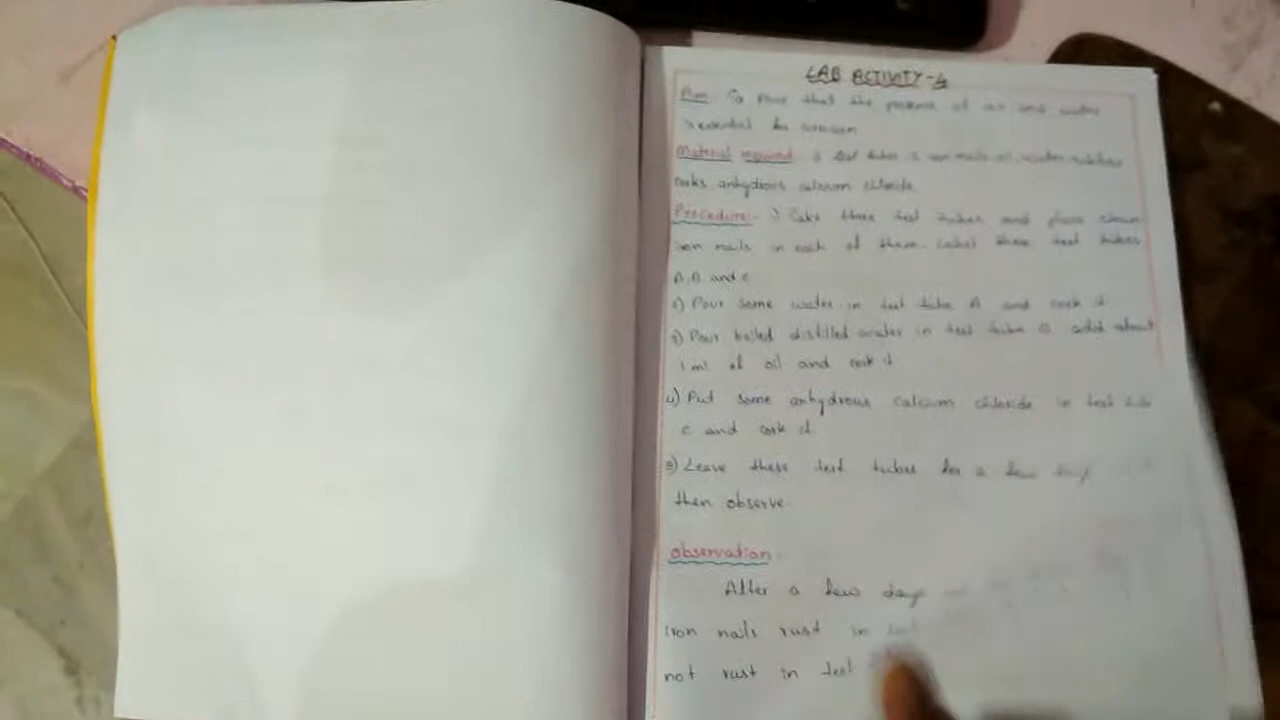 LAB ACTIVITY-4
Aim: To Prove that the presence of air and water
is essential for corrosion
Material required: 3 test tubes 3 iron nails oil, water, rubber
corks, anhydrous calcium chloride
Procedure:- 1) Take three test tubes and place clean
iron nails in each of them. Label these test tubes
A, B and C
2) Pour some water in test tube A and cork it
3) Pour boiled distilled water in test tube B add about
1 ml of oil and cork it
4) Put some anhydrous calcium chloride in test tube
C and cork it
5) Leave these test tubes for a few days
then observe
observation:
After a few days
iron nails rust in test
not rust in test